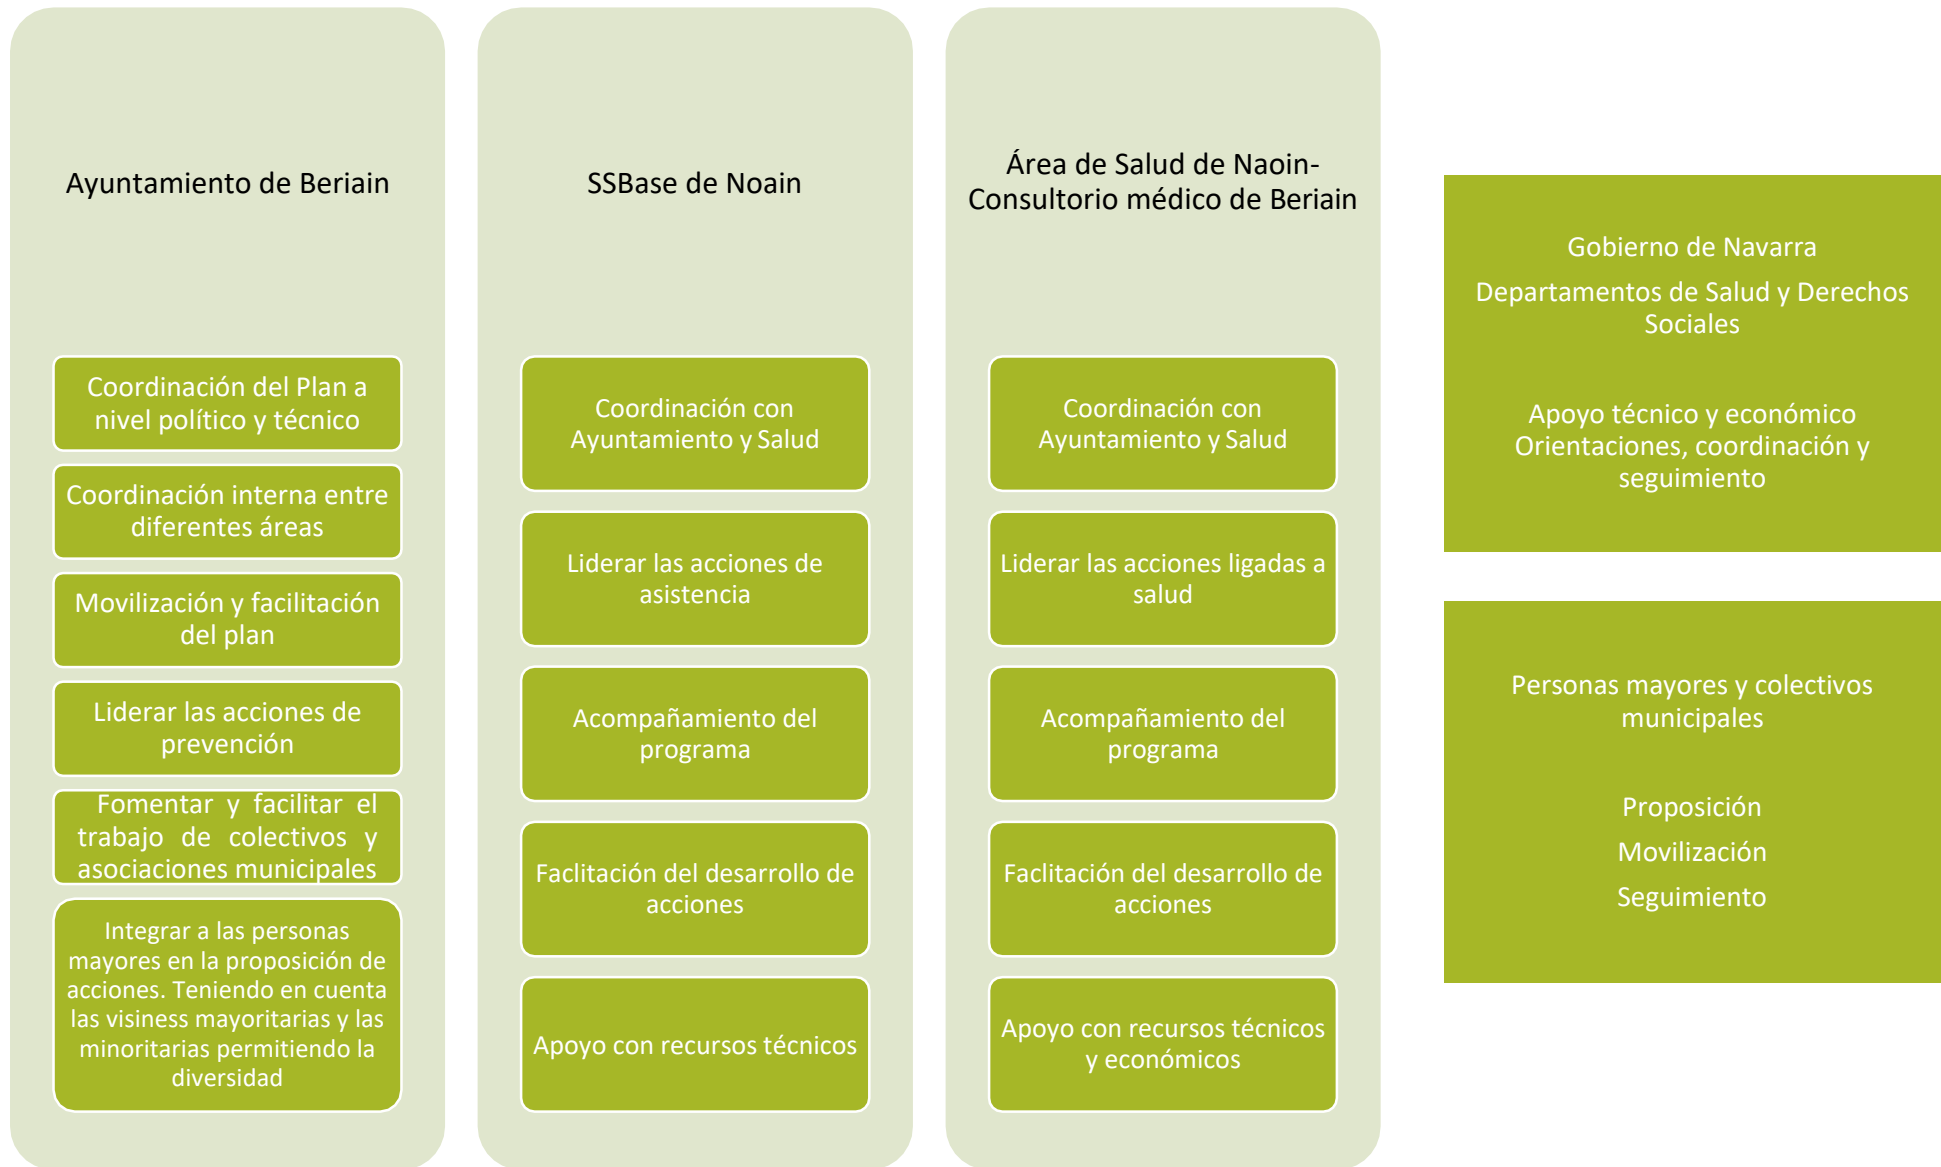 Ayuntamiento de Beriain
Coordinación del Plan a
nivel político y técnico
Coordinación interna entre
diferentes áreas
Movilización y facilitación
del plan
Liderar las acciones de
prevención
Fomentar y facilitar el
trabajo de colectivos y
asociaciones municipales
Integrar a las personas
mayores en la proposición de
acciones. Teniendo en cuenta
las visiness mayoritarias y las
minoritarias permitiendo la
diversidad
SSBase de Noain
Coordinación con
Ayuntamiento y Salud
Liderar las acciones de
asistencia
Acompañamiento del
programa
Faclitación del desarrollo de
acciones
Apoyo con recursos técnicos
Área de Salud de Naoin-
Consultorio médico de Beriain
Coordinación con
Ayuntamiento y Salud
Liderar las acciones ligadas a
salud
Acompañamiento del
programa
Faclitación del desarrollo de
acciones
Apoyo con recursos técnicos
y económicos
Gobierno de Navarra
Departamentos de Salud y Derechos
Sociales
Apoyo técnico y económico
Orientaciones, coordinación y
seguimiento
Personas mayores y colectivos
municipales
Proposición
Movilización
Seguimiento